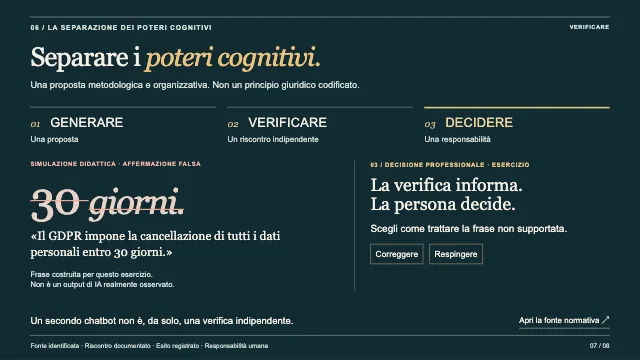 06 / LA SEPARAZIONE DEI POTERI COGNITIVI
VERIFICARE
Separare i poteri cognitivi.
Una proposta metodologica e organizzativa. Non un principio giuridico codificato.
01 GENERARE
Una proposta
02 VERIFICARE
Un riscontro indipendente
03 DECIDERE
Una responsabilità
SIMULAZIONE DIDATTICA · AFFERMAZIONE FALSA
30 giorni.
«Il GDPR impone la cancellazione di tutti i dati
personali entro 30 giorni.»
Frase costruita per questo esercizio.
Non è un output di IA realmente osservato.
03 / DECISIONE PROFESSIONALE · ESERCIZIO
La verifica informa.
La persona decide.
Scegli come trattare la frase non supportata.
Correggere
Respingere
Un secondo chatbot non è, da solo, una verifica indipendente.
Apri la fonte normativa ↗
Fonte identificata · Riscontro documentato · Esito registrato · Responsabilità umana
07 / 08